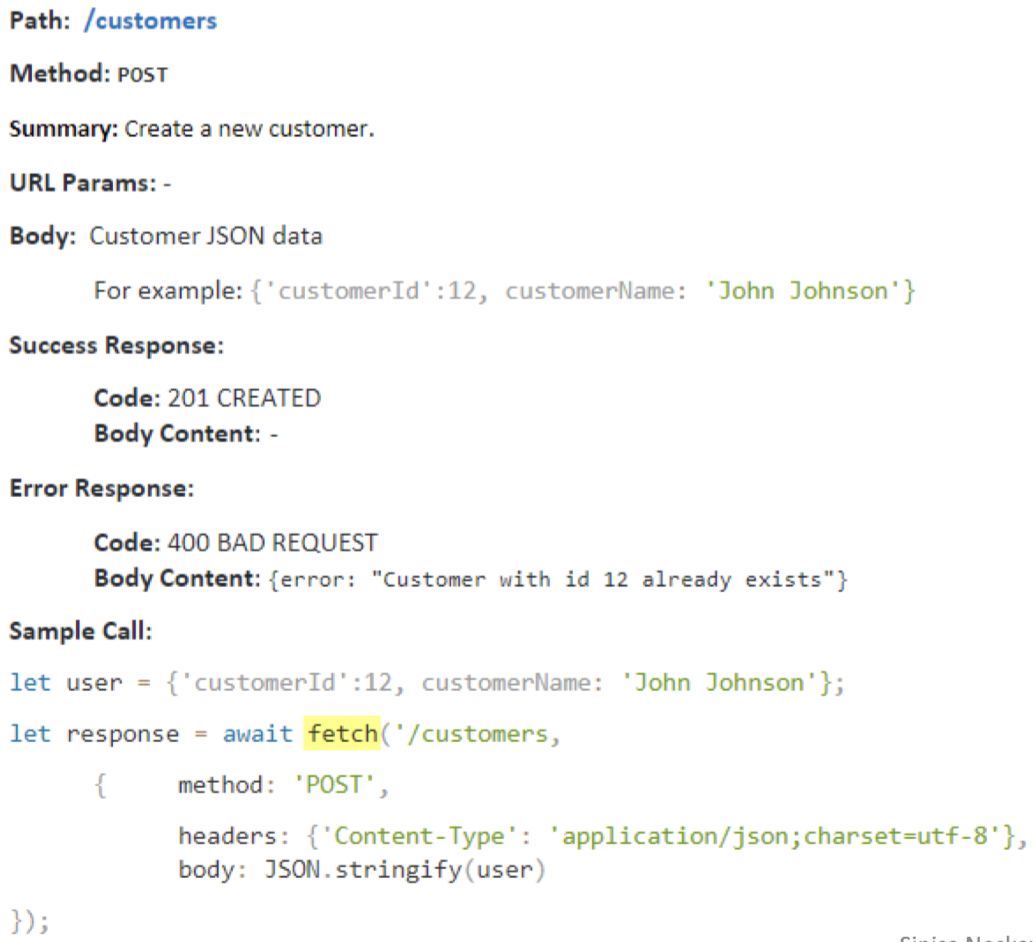 Path: /customers
Method: POST
Summary: Create a new customer.
URL Params: -
Body: Customer JSON data
For example: {'customerId':12, customerName: 'John Johnson'}
Success Response:
Code: 201 CREATED
Body Content: -
Error Response:
Code: 400 BAD REQUEST
Body Content: {error: "Customer with id 12 already exists"}
Sample Call:
let user = {'customerId':12, customerName: 'John Johnson'};
let response = await fetch('/customers,
{ method: 'POST',
headers: {'Content-Type': 'application/json;charset=utf-8'},
body: JSON.stringify(user)
});